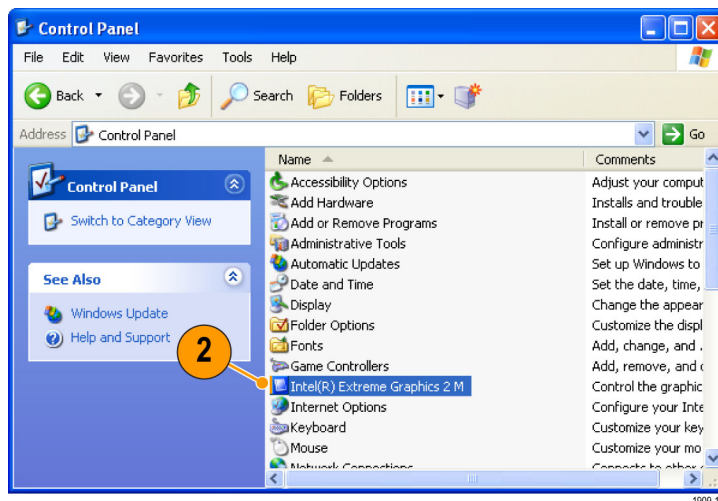 Control Panel
File Edit View Favorites Tools Help
Back Search Folders
Address Control Panel Go
Control Panel
Switch to Category View
See Also
Windows Update
Help and Support
2
Name Comments
Accessibility Options Adjust your comput
Add Hardware Installs and trouble
Add or Remove Programs Install or remove pr
Administrative Tools Configure administr
Automatic Updates Set up Windows to
Date and Time Set the date, time,
Display Change the appear
Folder Options Customize the displ
Fonts Add, change, and
Game Controllers Add, remove, and
Intel(R) Extreme Graphics 2 M Control the graphic
Internet Options Configure your Inte
Keyboard Customize your key
Mouse Customize your mo
Network Connections Connects to other